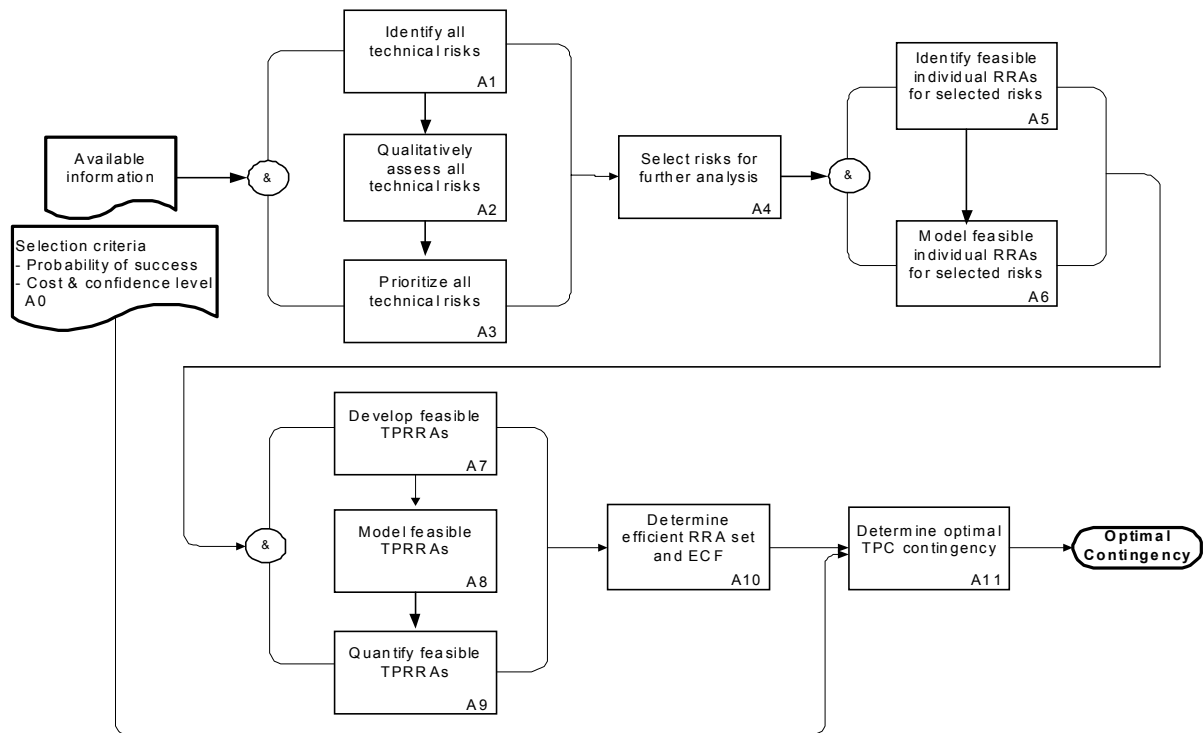 Available
information
Selection criteria
- Probability of success
- Cost & confidence level
A0
&
Identify all
technical risks
A1
Qualitatively
assess all
technical risks
A2
Prioritize all
technical risks
A3
Select risks for
further analysis
A4
&
Identify feasible
individual RRAs
for selected risks
A5
Model feasible
individual RRAs
for selected risks
A6
&
Develop feasible
TPRRAs
A7
Model feasible
TPRRAs
A8
Quantify feasible
TPRRAs
A9
Determine
efficient RRA set
and ECF
A10
Determine optimal
TPC contingency
A11
Optimal
Contingency